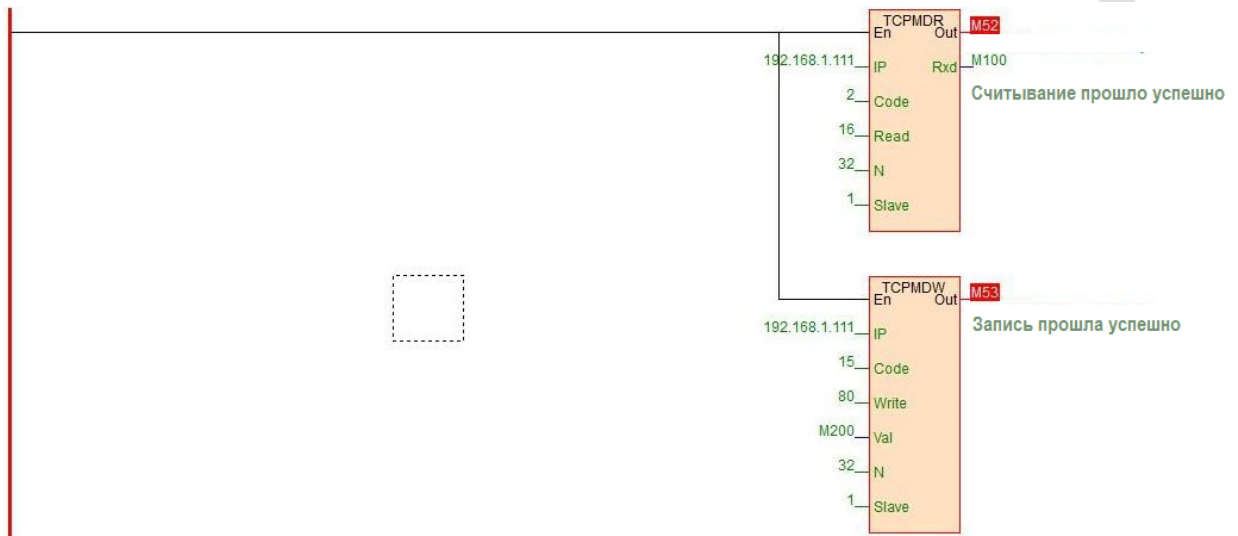 TCPMDR
En Out M52
192.168.1.111 IP Rxd M100
Считывание прошло успешно
2 Code
16 Read
32 N
1 Slave
TCPMDW
En Out M53
192.168.1.111 IP
Запись прошла успешно
15 Code
80 Write
M200 Val
32 N
1 Slave